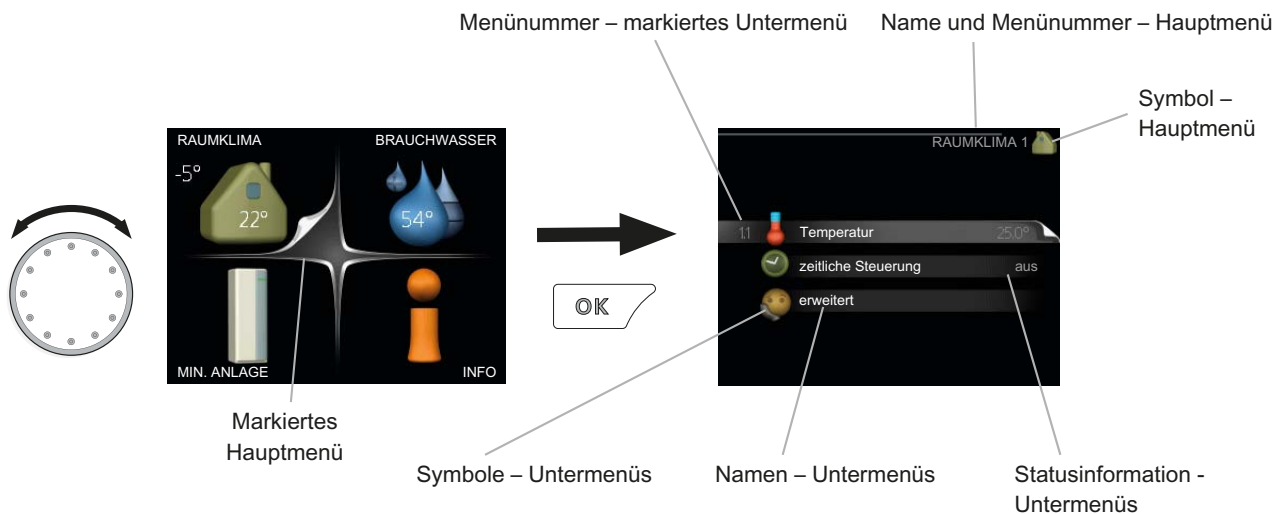 Menünummer – markiertes Untermenü
Name und Menünummer – Hauptmenü
Symbol –
Hauptmenü
RAUMKLIMA
BRAUCHWASSER
-5°
22°
54°
MIN. ANLAGE
INFO
OK
RAUMKLIMA 1
1.1
Temperatur
25.0°
zeitliche Steuerung
aus
erweitert
Markiertes
Hauptmenü
Symbole – Untermenüs
Namen – Untermenüs
Statusinformation -
Untermenüs